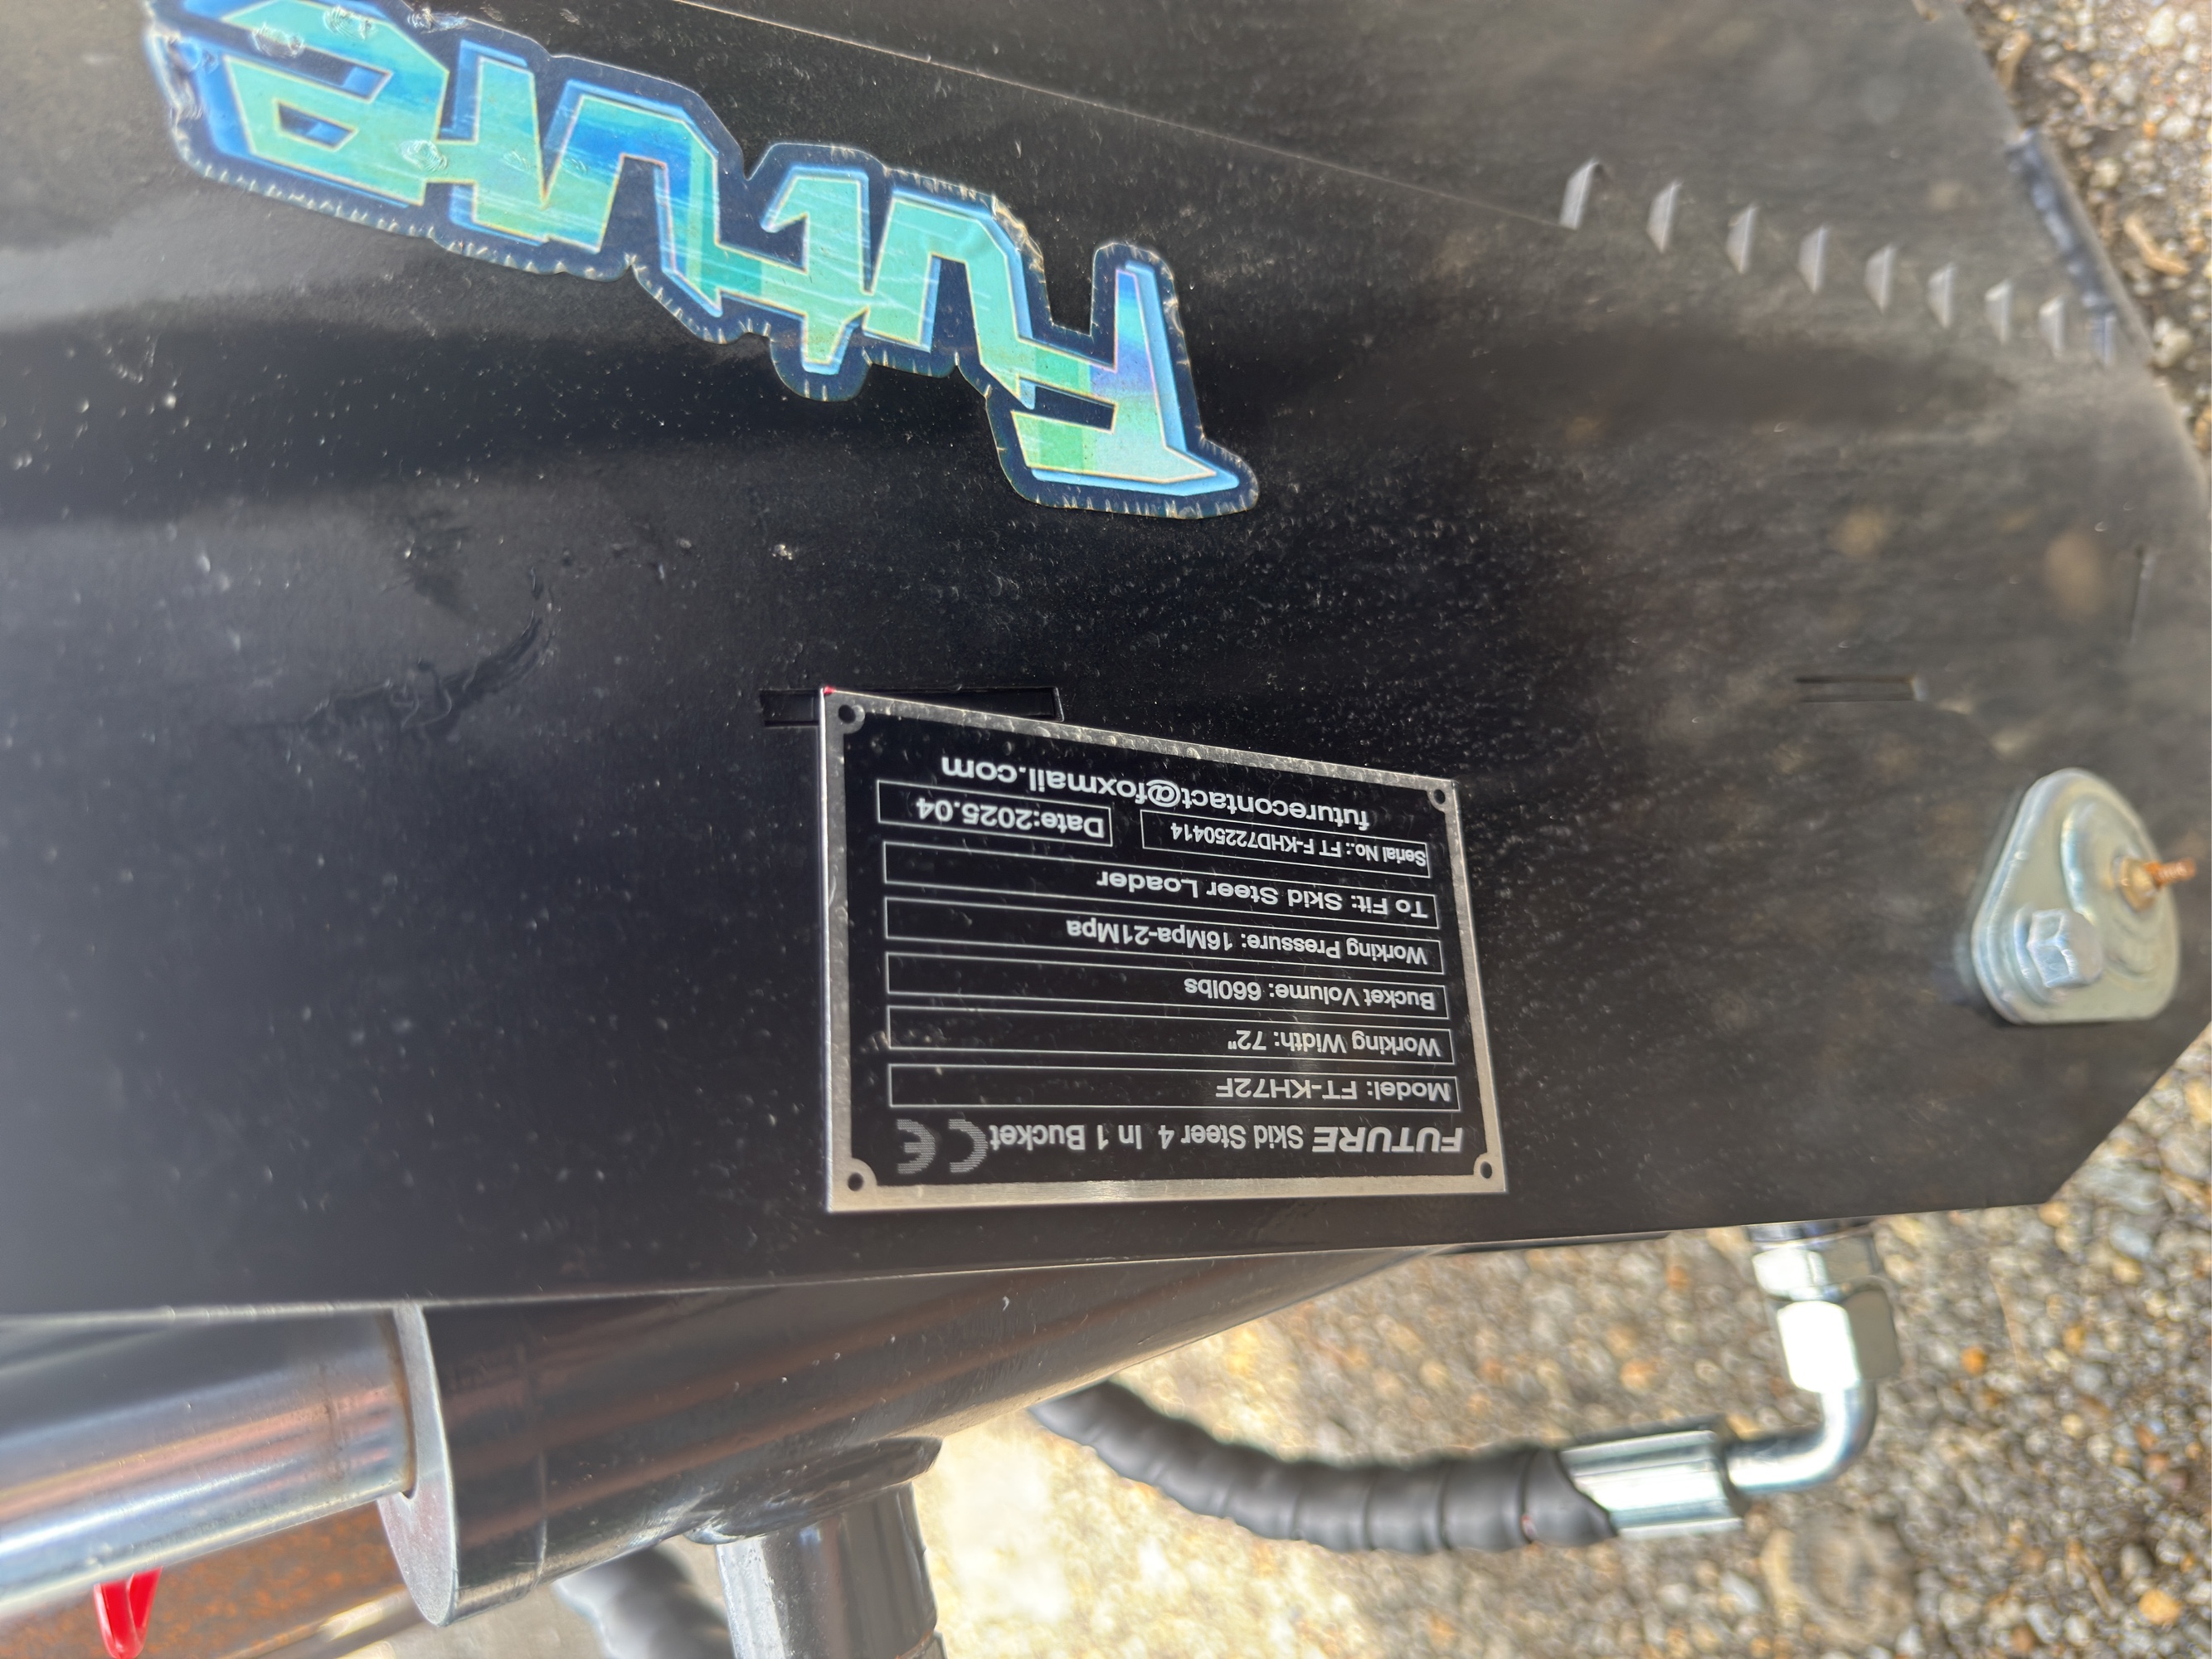 Future
FUTURE Skid Steer 4 In 1 Bucket CE
Model: FT-KH72F
Working Width: 72"
Bucket Volume: 660lbs
Working Pressure: 16Mpa-21Mpa
To Fit: Skid Steer Loader
Serial No.: FT F-KHD72250414 Date:2025.04
futurecontact@foxmail.com